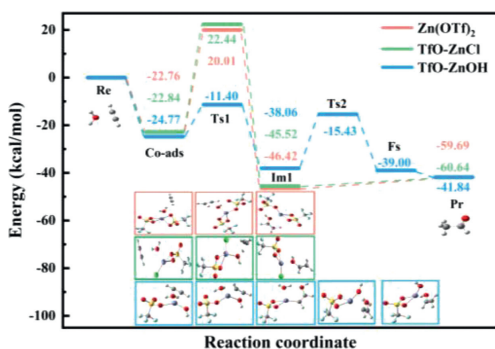 Energy (kcal/mol)
20
0
-20
-40
-60
-80
-100
Zn(OTf)2
TfO-ZnCl
TfO-ZnOH
22.44
20.01
-11.40
Ts1
Re
-22.76
-22.84
-24.77
Co-ads
-38.06
-45.52
-46.42
Im1
Ts2
-15.43
Fs
-39.00
-59.69
-60.64
-41.84
Pr
Reaction coordinate